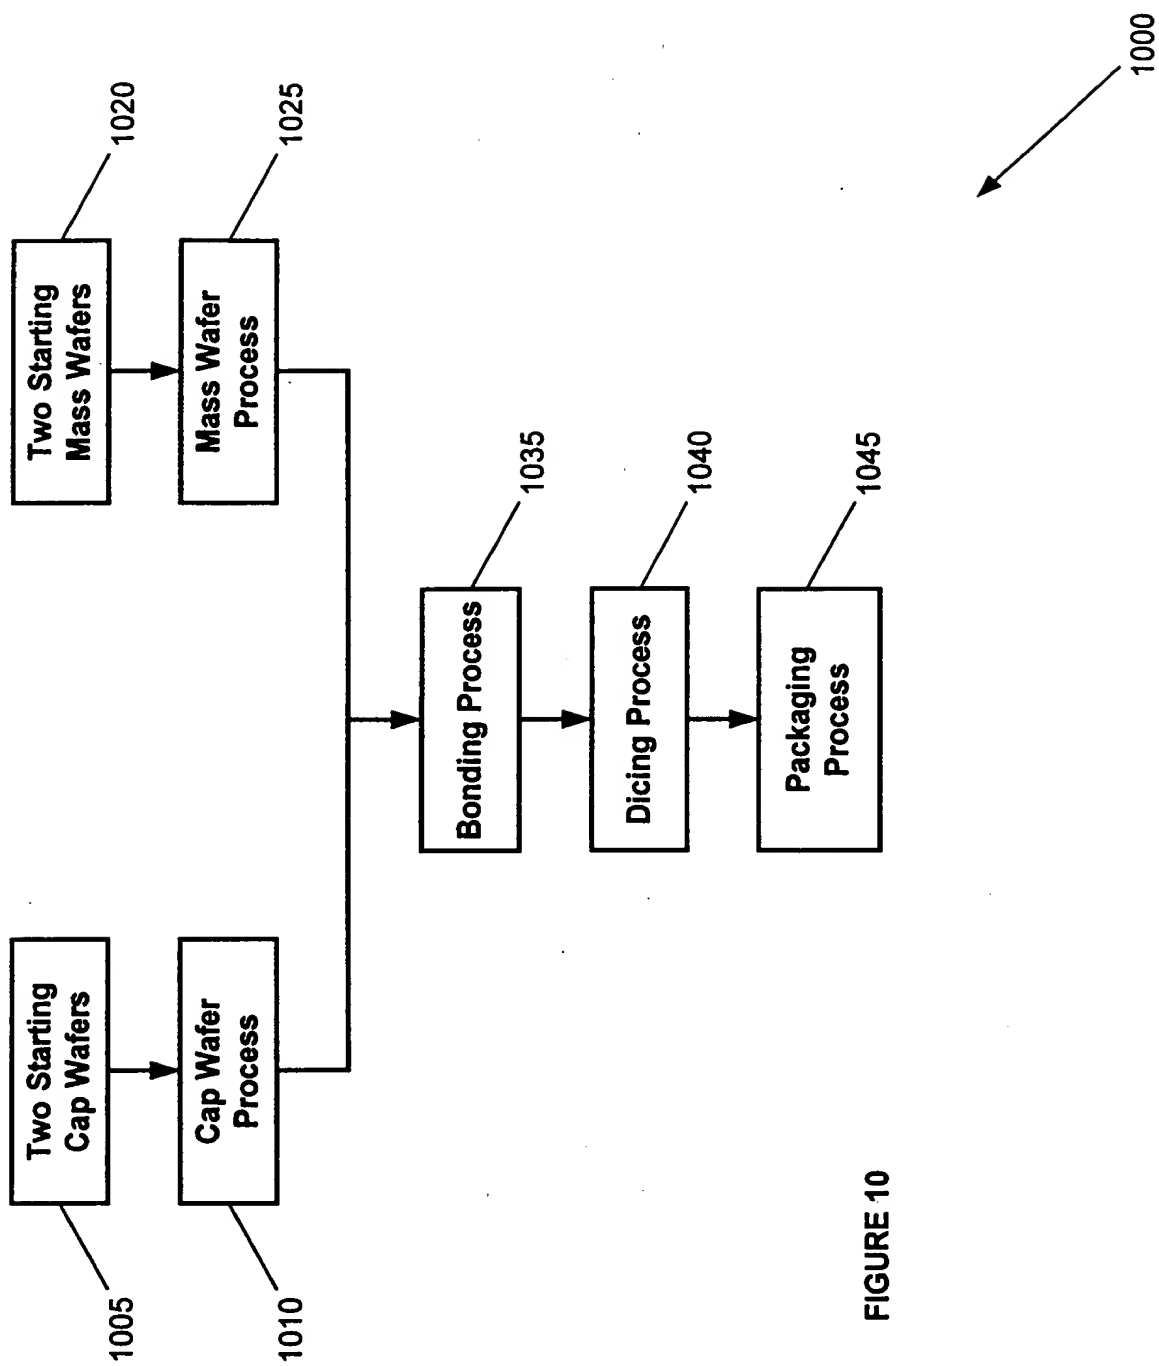 1005
Two Starting
Cap Wafers
1010
Cap Wafer
Process
Two Starting
Mass Wafers
1020
Mass Wafer
Process
1025
Bonding Process
1035
Dicing Process
1040
Packaging
Process
1045
FIGURE 10
1000